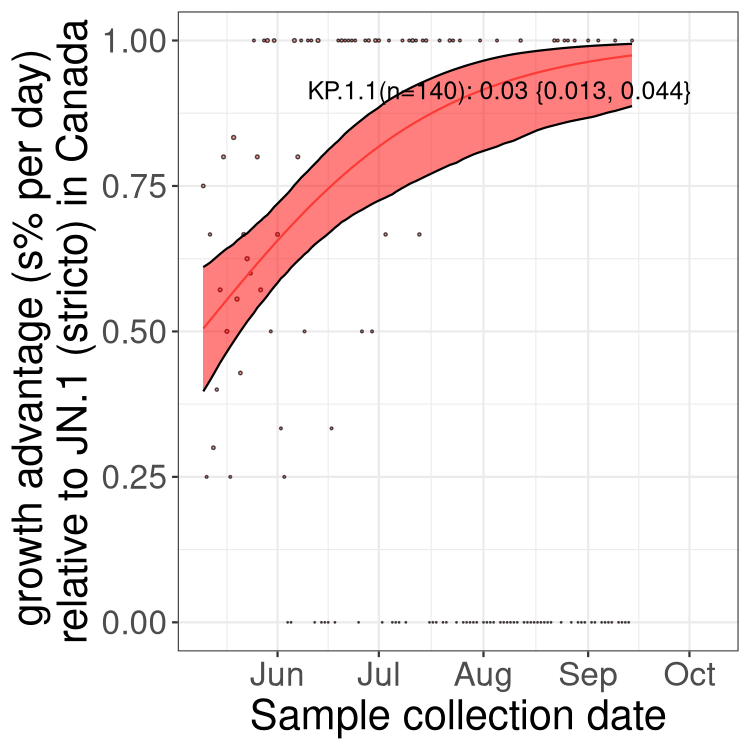 growth advantage (s% per day)
relative to JN.1 (stricto) in Canada
1.00
0.75
0.50
0.25
0.00
KP.1.1(n=140): 0.03 {0.013, 0.044}
Jun Jul Aug Sep Oct
Sample collection date